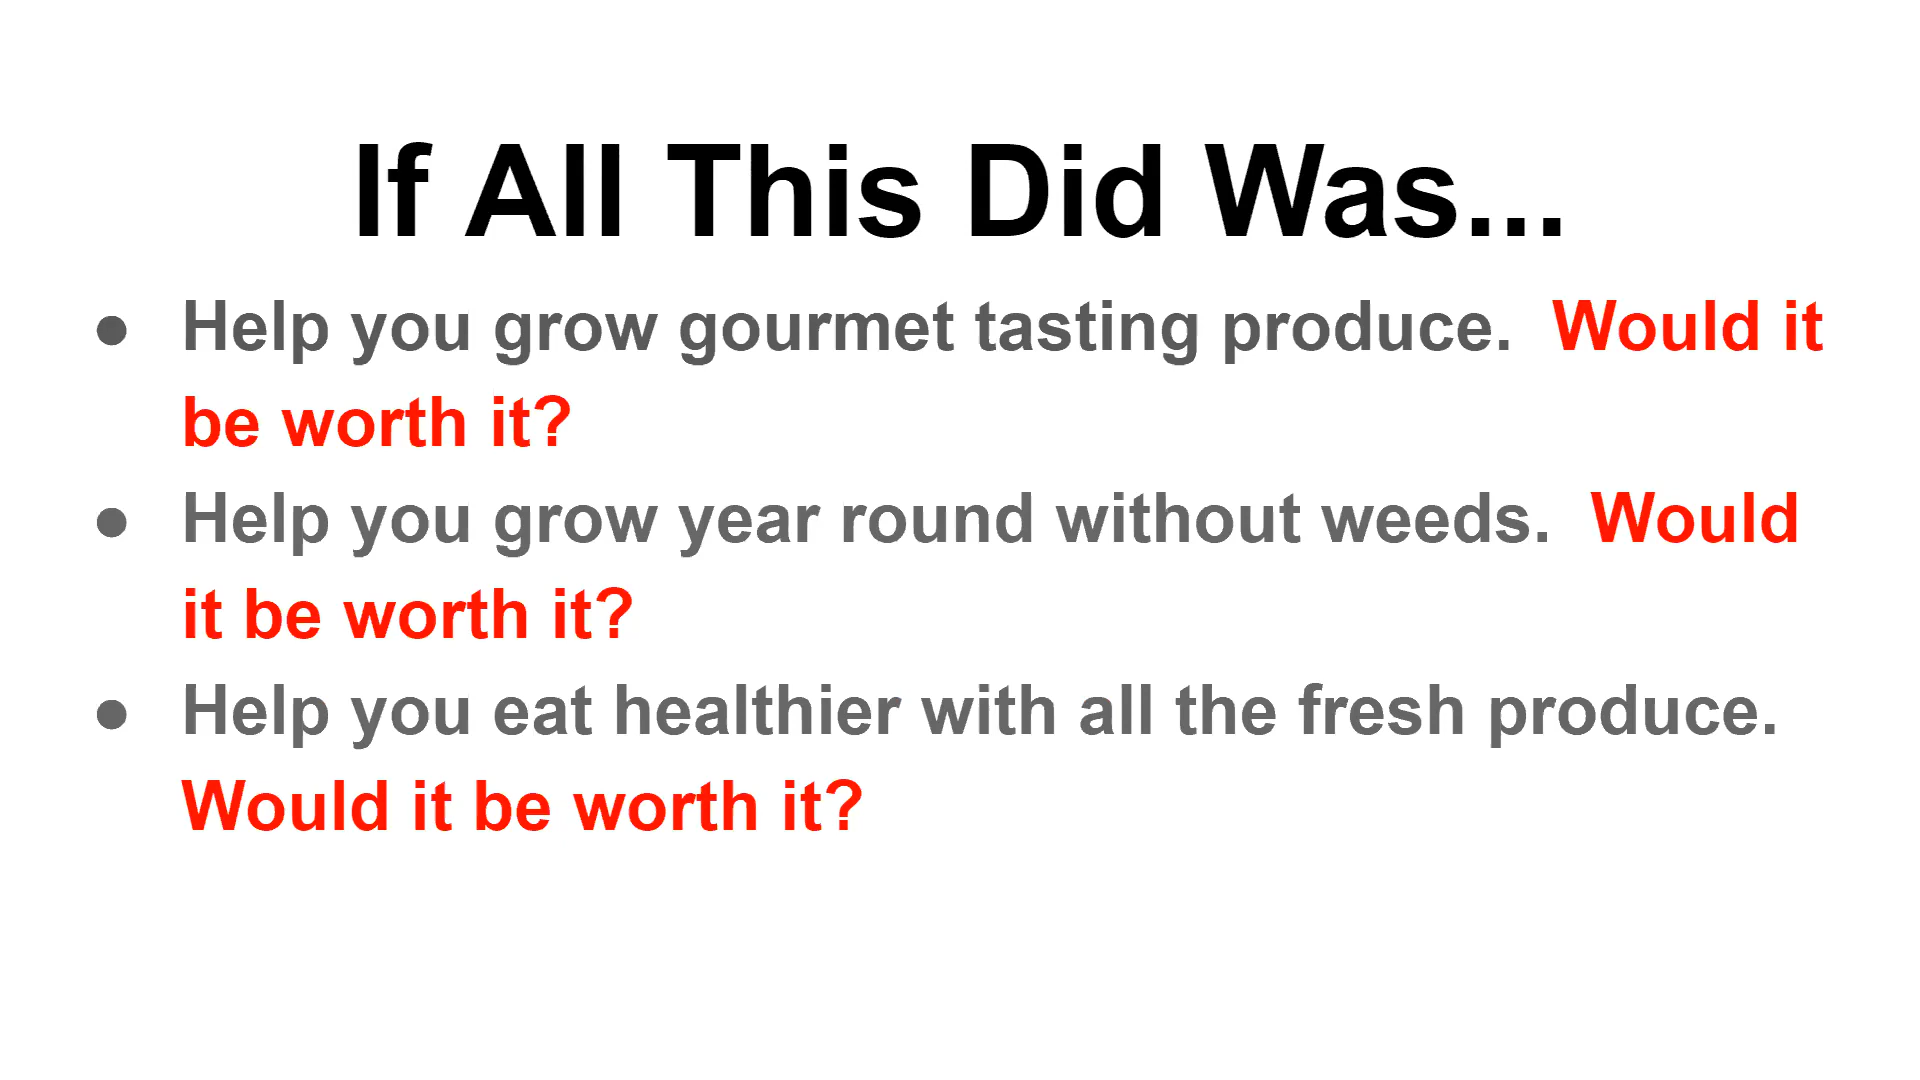 If All This Did Was...
● Help you grow gourmet tasting produce.  Would it
be worth it?
● Help you grow year round without weeds.  Would
it be worth it?
● Help you eat healthier with all the fresh produce.
Would it be worth it?